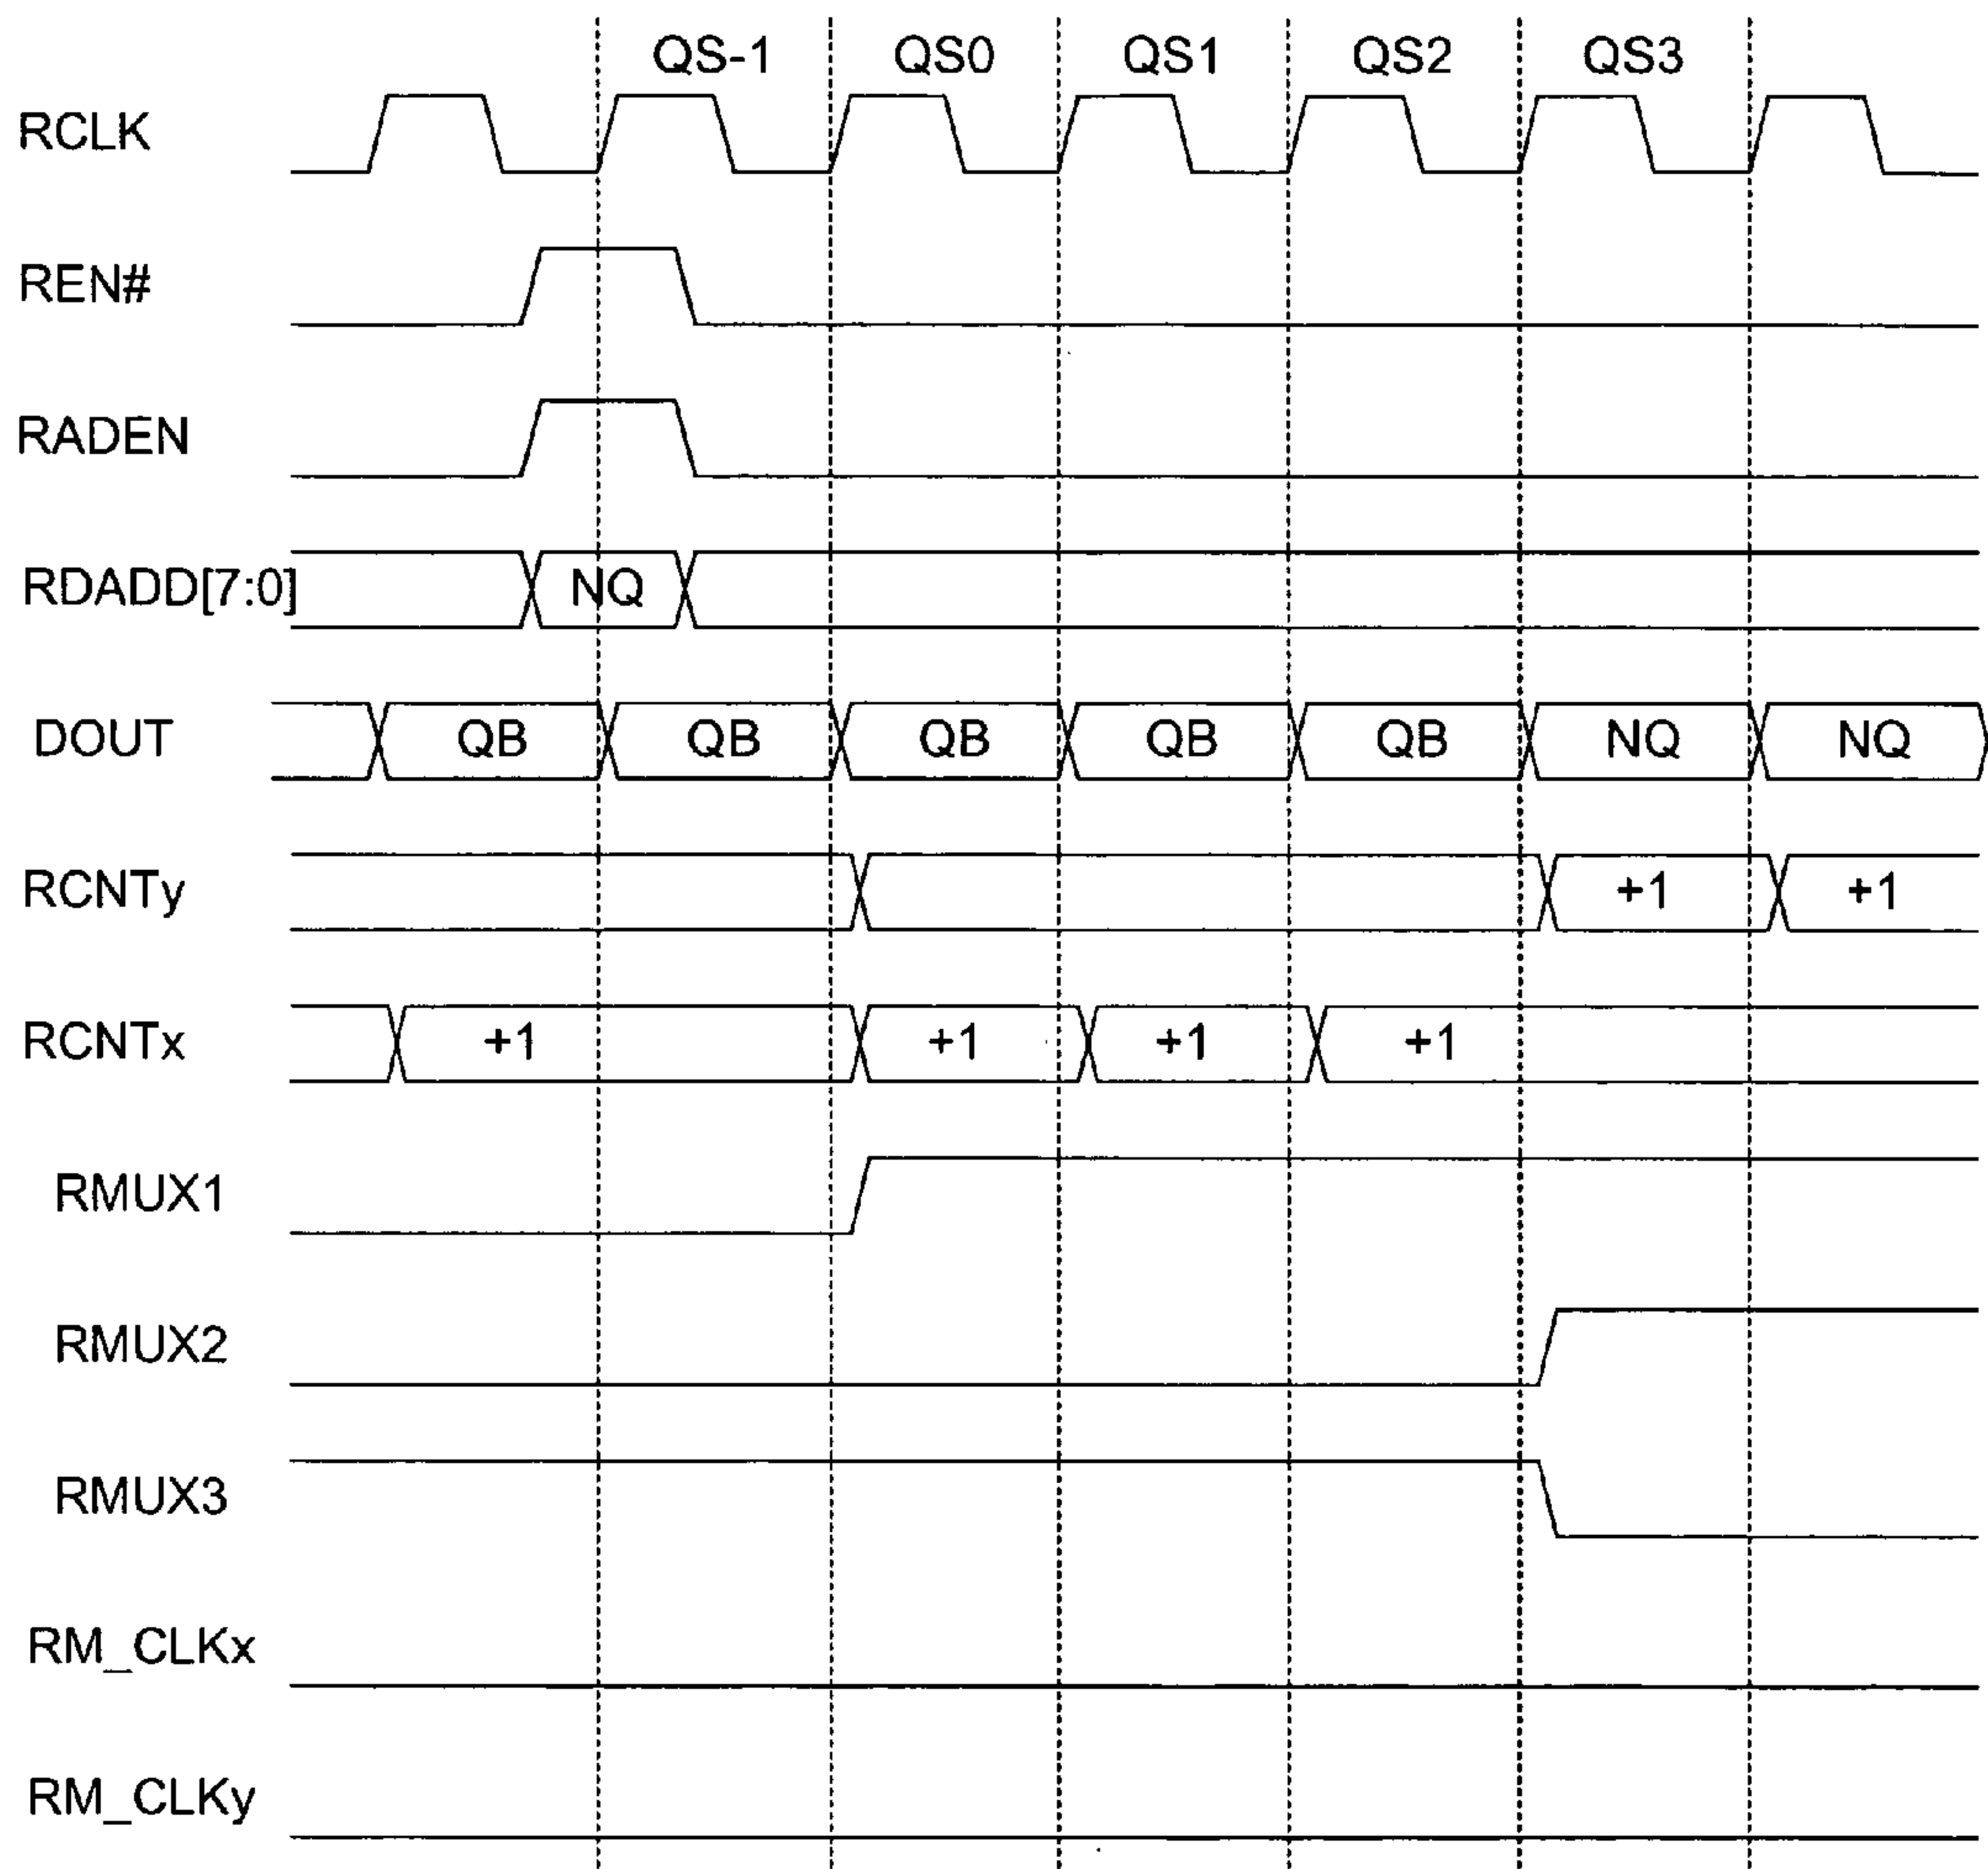 QS-1 QS0 QS1 QS2 QS3
RCLK
REN#
RADEN
RDADD[7:0] NQ
DOUT QB QB QB QB QB NQ NQ
RCNTy +1 +1
RCNTx +1 +1 +1 +1
RMUX1
RMUX2
RMUX3
RM_CLKx
RM_CLKy